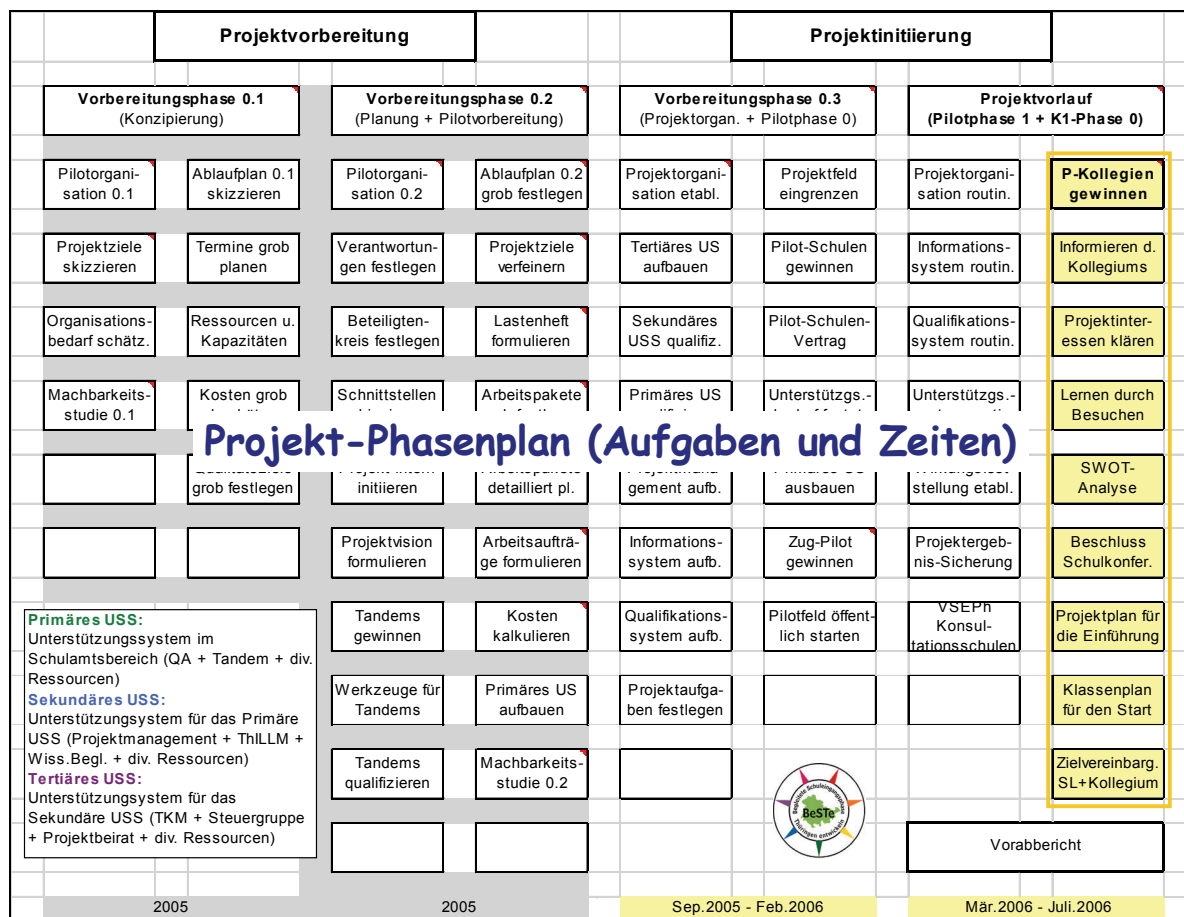 Projektvorbereitung
Projektinitiierung
Vorbereitungsphase 0.1
(Konzipierung)
Vorbereitungsphase 0.2
(Planung + Pilotvorbereitung)
Vorbereitungsphase 0.3
(Projektorgan. + Pilotphase 0)
Projektvorlauf
(Pilotphase 1 + K1-Phase 0)
Pilotorgani-
sation 0.1
Ablaufplan 0.1
skizzieren
Pilotorgani-
sation 0.2
Ablaufplan 0.2
grob festlegen
Projektorgani-
sation etabl.
Projektfeld
eingrenzen
Projektorgani-
sation routin.
P-Kollegien
gewinnen
Projektziele
skizzieren
Termine grob
planen
Verantwortun-
gen festlegen
Projektziele
verfeinern
Tertiäres US
aufbauen
Pilot-Schulen
gewinnen
Informations-
system routin.
Informieren d.
Kollegiums
Organisations-
bedarf schätz.
Ressourcen u.
Kapazitäten
Beteiligten-
kreis festlegen
Lastenheft
formulieren
Sekundäres
USS qualifiz.
Pilot-Schulen-
Vertrag
Qualifikations-
system routin.
Projektinter-
essen klären
Machbarkeits-
studie 0.1
Kosten grob
Schnittstellen
Arbeitspakete
Primäres US
Unterstützgs.-
Unterstützgs.-
Lernen durch
Besuchen
Projekt-Phasenplan (Aufgaben und Zeiten)
grob festlegen
initiieren
detailliert pl.
gement aufb.
ausbauen
stellung etabl.
SWOT-
Analyse
Projektvision
formulieren
Arbeitsaufträ-
ge formulieren
Informations-
system aufb.
Zug-Pilot
gewinnen
Projektergeb-
nis-Sicherung
Beschluss
Schulkonfer.
Tandems
gewinnen
Kosten
kalkulieren
Qualifikations-
system aufb.
Pilotfeld öffent-
lich starten
VSEPh
Konsul-
tationsschulen
Projektplan für
die Einführung
Werkzeuge für
Tandems
Primäres US
aufbauen
Projektaufga-
ben festlegen
Klassenplan
für den Start
Tandems
qualifizieren
Machbarkeits-
studie 0.2
Zielvereinbarg.
SL+Kollegium
Primäres USS:
Unterstützungssystem im
Schulamtsbereich (QA + Tandem + div.
Ressourcen)
Sekundäres USS:
Unterstützungsystem für das Primäre
USS (Projektmanagement + ThILLM +
Wiss.Begl. + div. Ressourcen)
Tertiäres USS:
Unterstützungsystem für das
Sekundäre USS (TKM + Steuergruppe
+ Projektbeirat + div. Ressourcen)
Begleitete Schuleingangsphase
BeSTe
Thüringen entwickeln
Vorabbericht
2005
2005
Sep.2005 - Feb.2006
Mär.2006 - Juli.2006